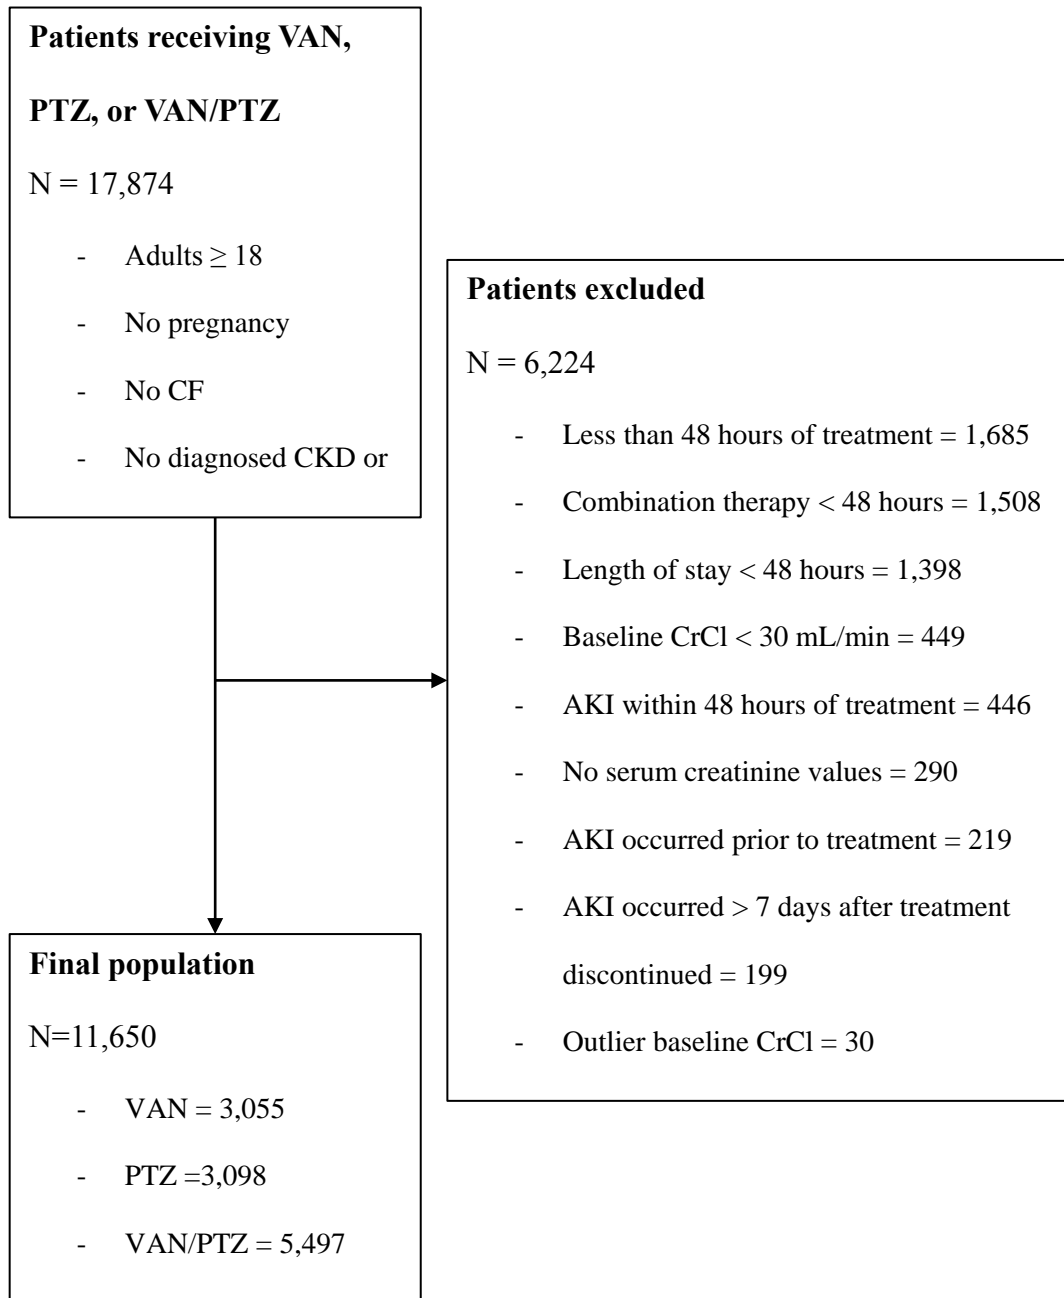 Patients receiving VAN,
PTZ, or VAN/PTZ
N = 17,874
- Adults ≥ 18
- No pregnancy
- No CF
- No diagnosed CKD or
Patients excluded
N = 6,224
- Less than 48 hours of treatment = 1,685
- Combination therapy < 48 hours = 1,508
- Length of stay < 48 hours = 1,398
- Baseline CrCl < 30 mL/min = 449
- AKI within 48 hours of treatment = 446
- No serum creatinine values = 290
- AKI occurred prior to treatment = 219
- AKI occurred > 7 days after treatment
discontinued = 199
- Outlier baseline CrCl = 30
Final population
N=11,650
- VAN = 3,055
- PTZ =3,098
- VAN/PTZ = 5,497